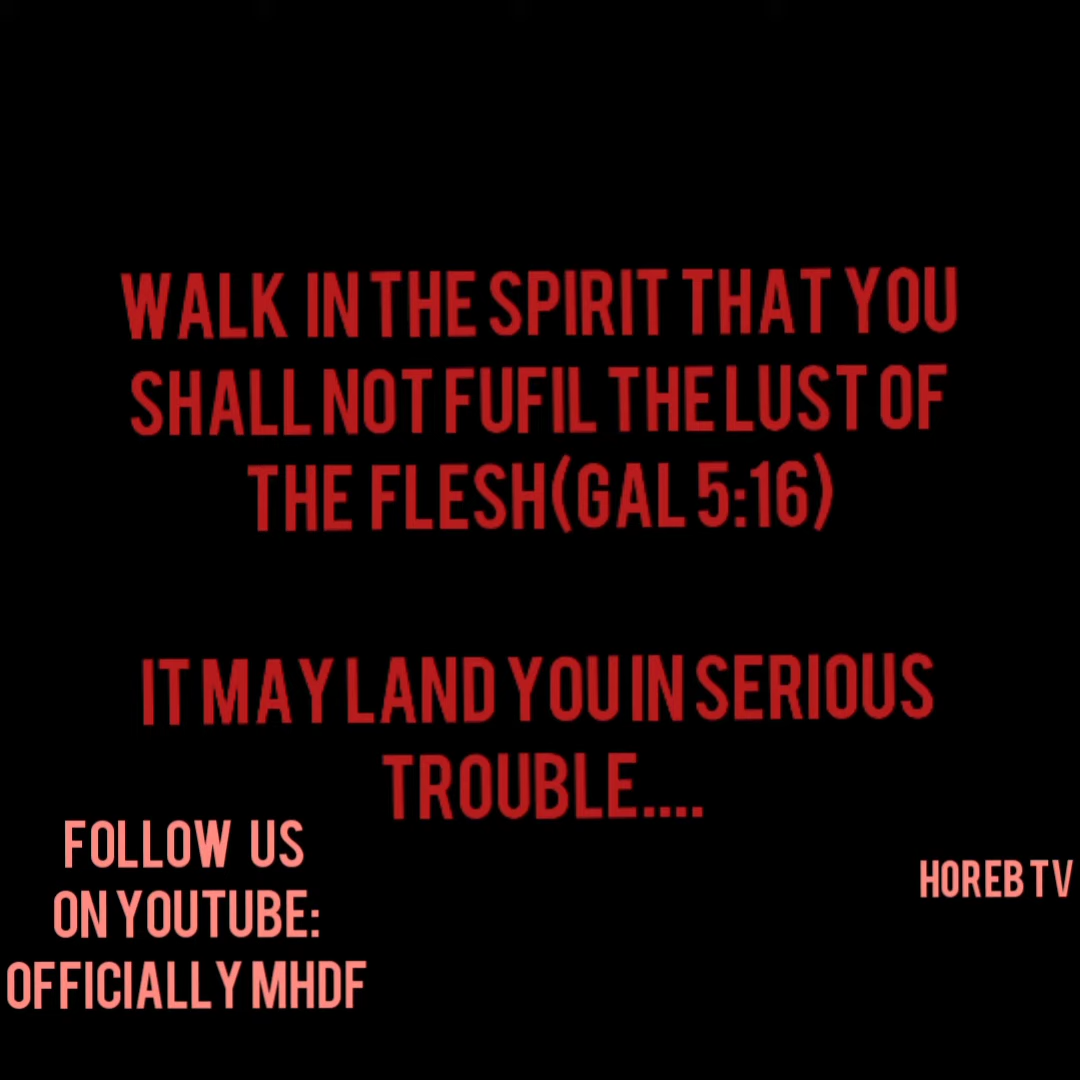 WALK IN THE SPIRIT THAT YOU
SHALL NOT FUFIL THE LUST OF
THE FLESH(GAL 5:16)
IT MAY LAND YOU IN SERIOUS
TROUBLE....
FOLLOW US
ON YOUTUBE:
OFFICIALLY MHDF
HOREB TV